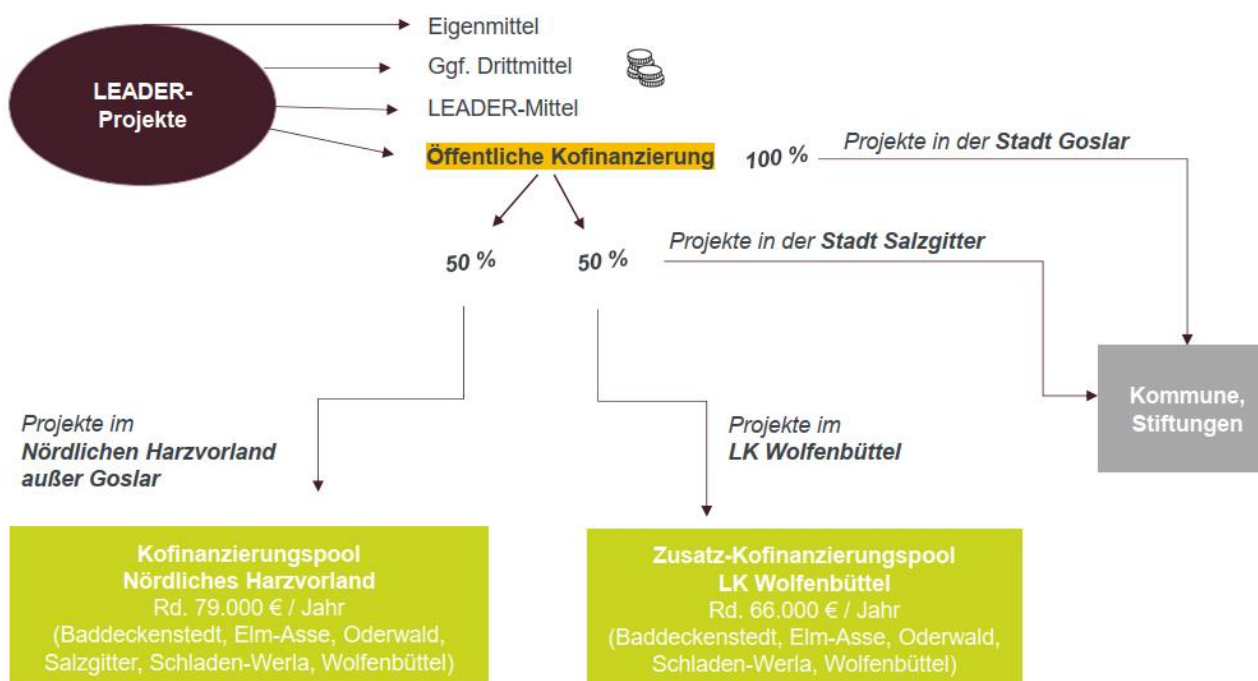 LEADER-
Projekte
Eigenmittel
Ggf. Drittmittel
LEADER-Mittel
Öffentliche Kofinanzierung
100 %
Projekte in der Stadt Goslar
50 %
50 %
Projekte in der Stadt Salzgitter
Kommune,
Stiftungen
Projekte im
Nördlichen Harzvorland
außer Goslar
Projekte im
LK Wolfenbüttel
Kofinanzierungspool
Nördliches Harzvorland
Rd. 79.000 € / Jahr
(Baddeckenstedt, Elm-Asse, Oderwald,
Salzgitter, Schladen-Werla, Wolfenbüttel)
Zusatz-Kofinanzierungspool
LK Wolfenbüttel
Rd. 66.000 € / Jahr
(Baddeckenstedt, Elm-Asse, Oderwald,
Schladen-Werla, Wolfenbüttel)